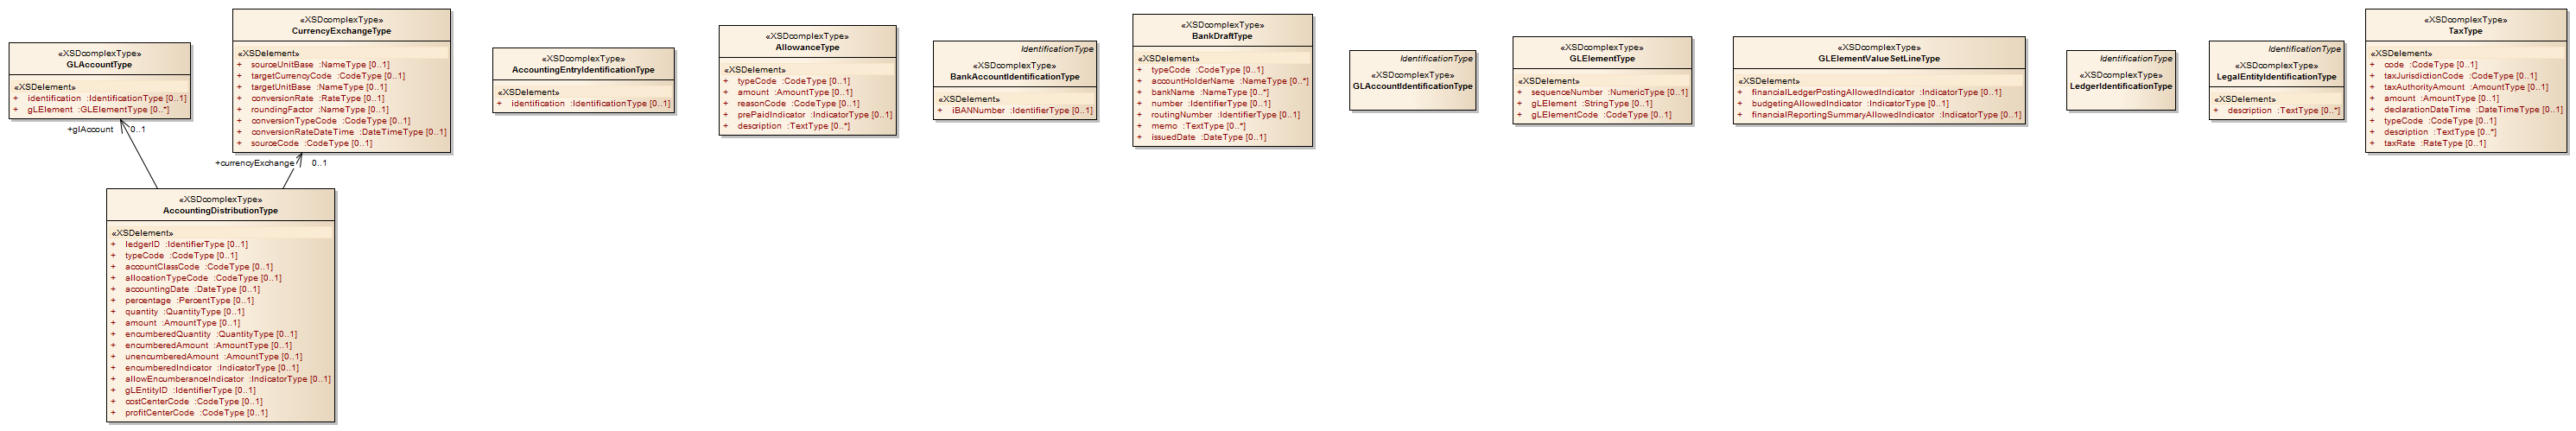 «XSDcomplexType»
GLAccountType
«XSDelement»
+ identification :IdentificationType [0..1]
+ gLElement :GLElementType [0..*]
«XSDcomplexType»
CurrencyExchangeType
«XSDelement»
+ sourceUnitBase :NameType [0..1]
+ targetCurrencyCode :CodeType [0..1]
+ targetUnitBase :NameType [0..1]
+ conversionRate :RateType [0..1]
+ roundingFactor :NameType [0..1]
+ conversionTypeCode :CodeType [0..1]
+ conversionRateDateTime :DateTimeType [0..1]
+ sourceCode :CodeType [0..1]
+glAccount 0..1
+currencyExchange 0..1
«XSDcomplexType»
AccountingDistributionType
«XSDelement»
+ ledgerID :IdentifierType [0..1]
+ typeCode :CodeType [0..1]
+ accountClassCode :CodeType [0..1]
+ allocationTypeCode :CodeType [0..1]
+ accountingDate :DateType [0..1]
+ percentage :PercentType [0..1]
+ quantity :QuantityType [0..1]
+ amount :AmountType [0..1]
+ encumberedQuantity :QuantityType [0..1]
+ encumberedAmount :AmountType [0..1]
+ unencumberedAmount :AmountType [0..1]
+ encumberedIndicator :IndicatorType [0..1]
+ allowEncumberanceIndicator :IndicatorType [0..1]
+ gLEntityID :IdentifierType [0..1]
+ costCenterCode :CodeType [0..1]
+ profitCenterCode :CodeType [0..1]
«XSDcomplexType»
AccountingEntryIdentificationType
«XSDelement»
+ identification :IdentificationType [0..1]
«XSDcomplexType»
AllowanceType
«XSDelement»
+ typeCode :CodeType [0..1]
+ amount :AmountType [0..1]
+ reasonCode :CodeType [0..1]
+ prePaidIndicator :IndicatorType [0..1]
+ description :TextType [0..*]
IdentificationType
«XSDcomplexType»
BankAccountIdentificationType
«XSDelement»
+ iBANNumber :IdentifierType [0..1]
«XSDcomplexType»
BankDraftType
«XSDelement»
+ typeCode :CodeType [0..1]
+ accountHolderName :NameType [0..*]
+ bankName :NameType [0..*]
+ number :IdentifierType [0..1]
+ routingNumber :IdentifierType [0..1]
+ memo :TextType [0..*]
+ issuedDate :DateType [0..1]
IdentificationType
«XSDcomplexType»
GLAccountIdentificationType
«XSDcomplexType»
GLElementType
«XSDelement»
+ sequenceNumber :NumericType [0..1]
+ gLElement :StringType [0..1]
+ gLElementCode :CodeType [0..1]
«XSDcomplexType»
GLElementValueSetLineType
«XSDelement»
+ financialLedgerPostingAllowedIndicator :IndicatorType [0..1]
+ budgetingAllowedIndicator :IndicatorType [0..1]
+ financialReportingSummaryAllowedIndicator :IndicatorType [0..1]
IdentificationType
«XSDcomplexType»
LedgerIdentificationType
IdentificationType
«XSDcomplexType»
LegalEntityIdentificationType
«XSDelement»
+ description :TextType [0..*]
«XSDcomplexType»
TaxType
«XSDelement»
+ code :CodeType [0..1]
+ taxJurisdictionCode :CodeType [0..1]
+ taxAuthorityAmount :AmountType [0..1]
+ amount :AmountType [0..1]
+ declarationDateTime :DateTimeType [0..1]
+ typeCode :CodeType [0..1]
+ description :TextType [0..*]
+ taxRate :RateType [0..1]